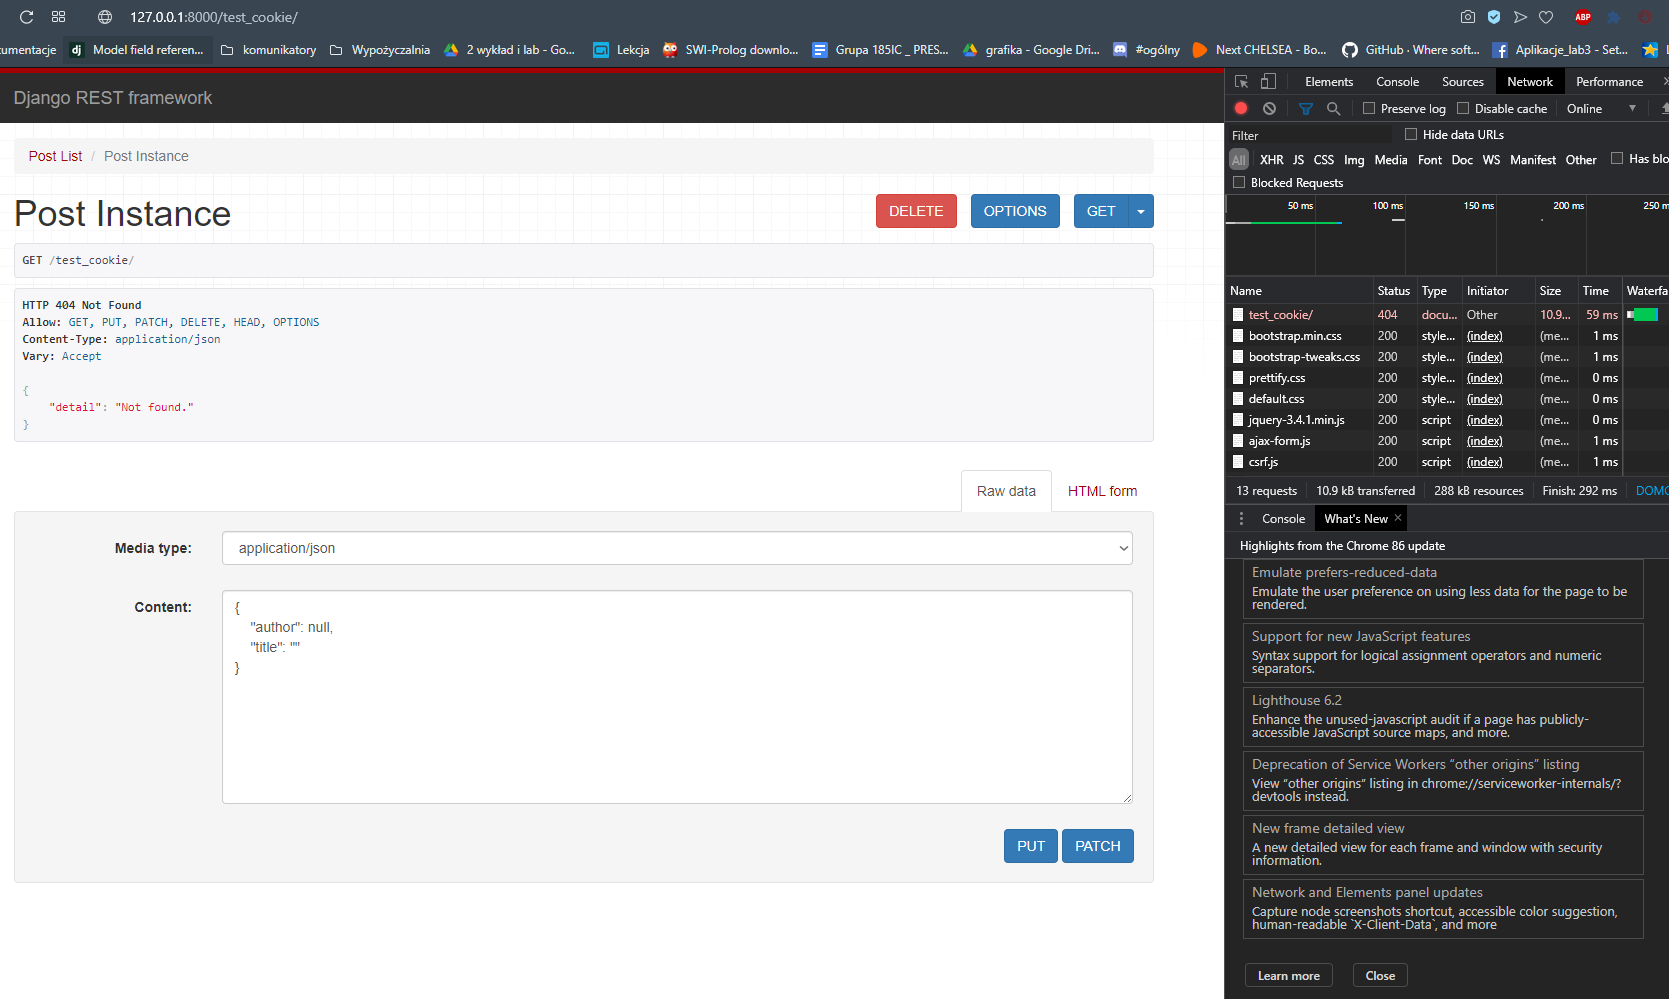 127.0.0.1:8000/test_cookie/
umentacje
dj Model field referen...
komunikatory
Wypożyczalnia
2 wykład i lab - Go...
Lekcja
SWI-Prolog downlo...
Grupa 185IC _ PRES...
grafika - Google Dri...
#ogólny
Next CHELSEA - Bo...
GitHub · Where soft...
Aplikacje_lab3 - Set...
ABP
Django REST framework
Post List / Post Instance
Post Instance
DELETE
OPTIONS
GET
GET /test_cookie/
HTTP 404 Not Found
Allow: GET, PUT, PATCH, DELETE, HEAD, OPTIONS
Content-Type: application/json
Vary: Accept
{
"detail": "Not found."
}
Raw data
HTML form
Media type:
application/json
Content:
{
"author": null,
"title": ""
}
PUT
PATCH
Elements Console Sources Network Performance
Preserve log Disable cache Online
Filter
Hide data URLs
All XHR JS CSS Img Media Font Doc WS Manifest Other Has blo
Blocked Requests
50 ms 100 ms 150 ms 200 ms 250 m
Name Status Type Initiator Size Time Waterfa
test_cookie/ 404 docu... Other 10.9... 59 ms
bootstrap.min.css 200 style... (index) (me... 1 ms
bootstrap-tweaks.css 200 style... (index) (me... 1 ms
prettify.css 200 style... (index) (me... 0 ms
default.css 200 style... (index) (me... 0 ms
jquery-3.4.1.min.js 200 script (index) (me... 0 ms
ajax-form.js 200 script (index) (me... 1 ms
csrf.js 200 script (index) (me... 1 ms
13 requests 10.9 kB transferred 288 kB resources Finish: 292 ms DOMC
Console What's New ×
Highlights from the Chrome 86 update
Emulate prefers-reduced-data
Emulate the user preference on using less data for the page to be
rendered.
Support for new JavaScript features
Syntax support for logical assignment operators and numeric
separators.
Lighthouse 6.2
Enhance the unused-javascript audit if a page has publicly-
accessible JavaScript source maps, and more.
Deprecation of Service Workers “other origins” listing
View “other origins” listing in chrome://serviceworker-internals/?
devtools instead.
New frame detailed view
A new detailed view for each frame and window with security
information.
Network and Elements panel updates
Capture node screenshots shortcut, accessible color suggestion,
human-readable `X-Client-Data`, and more
Learn more
Close